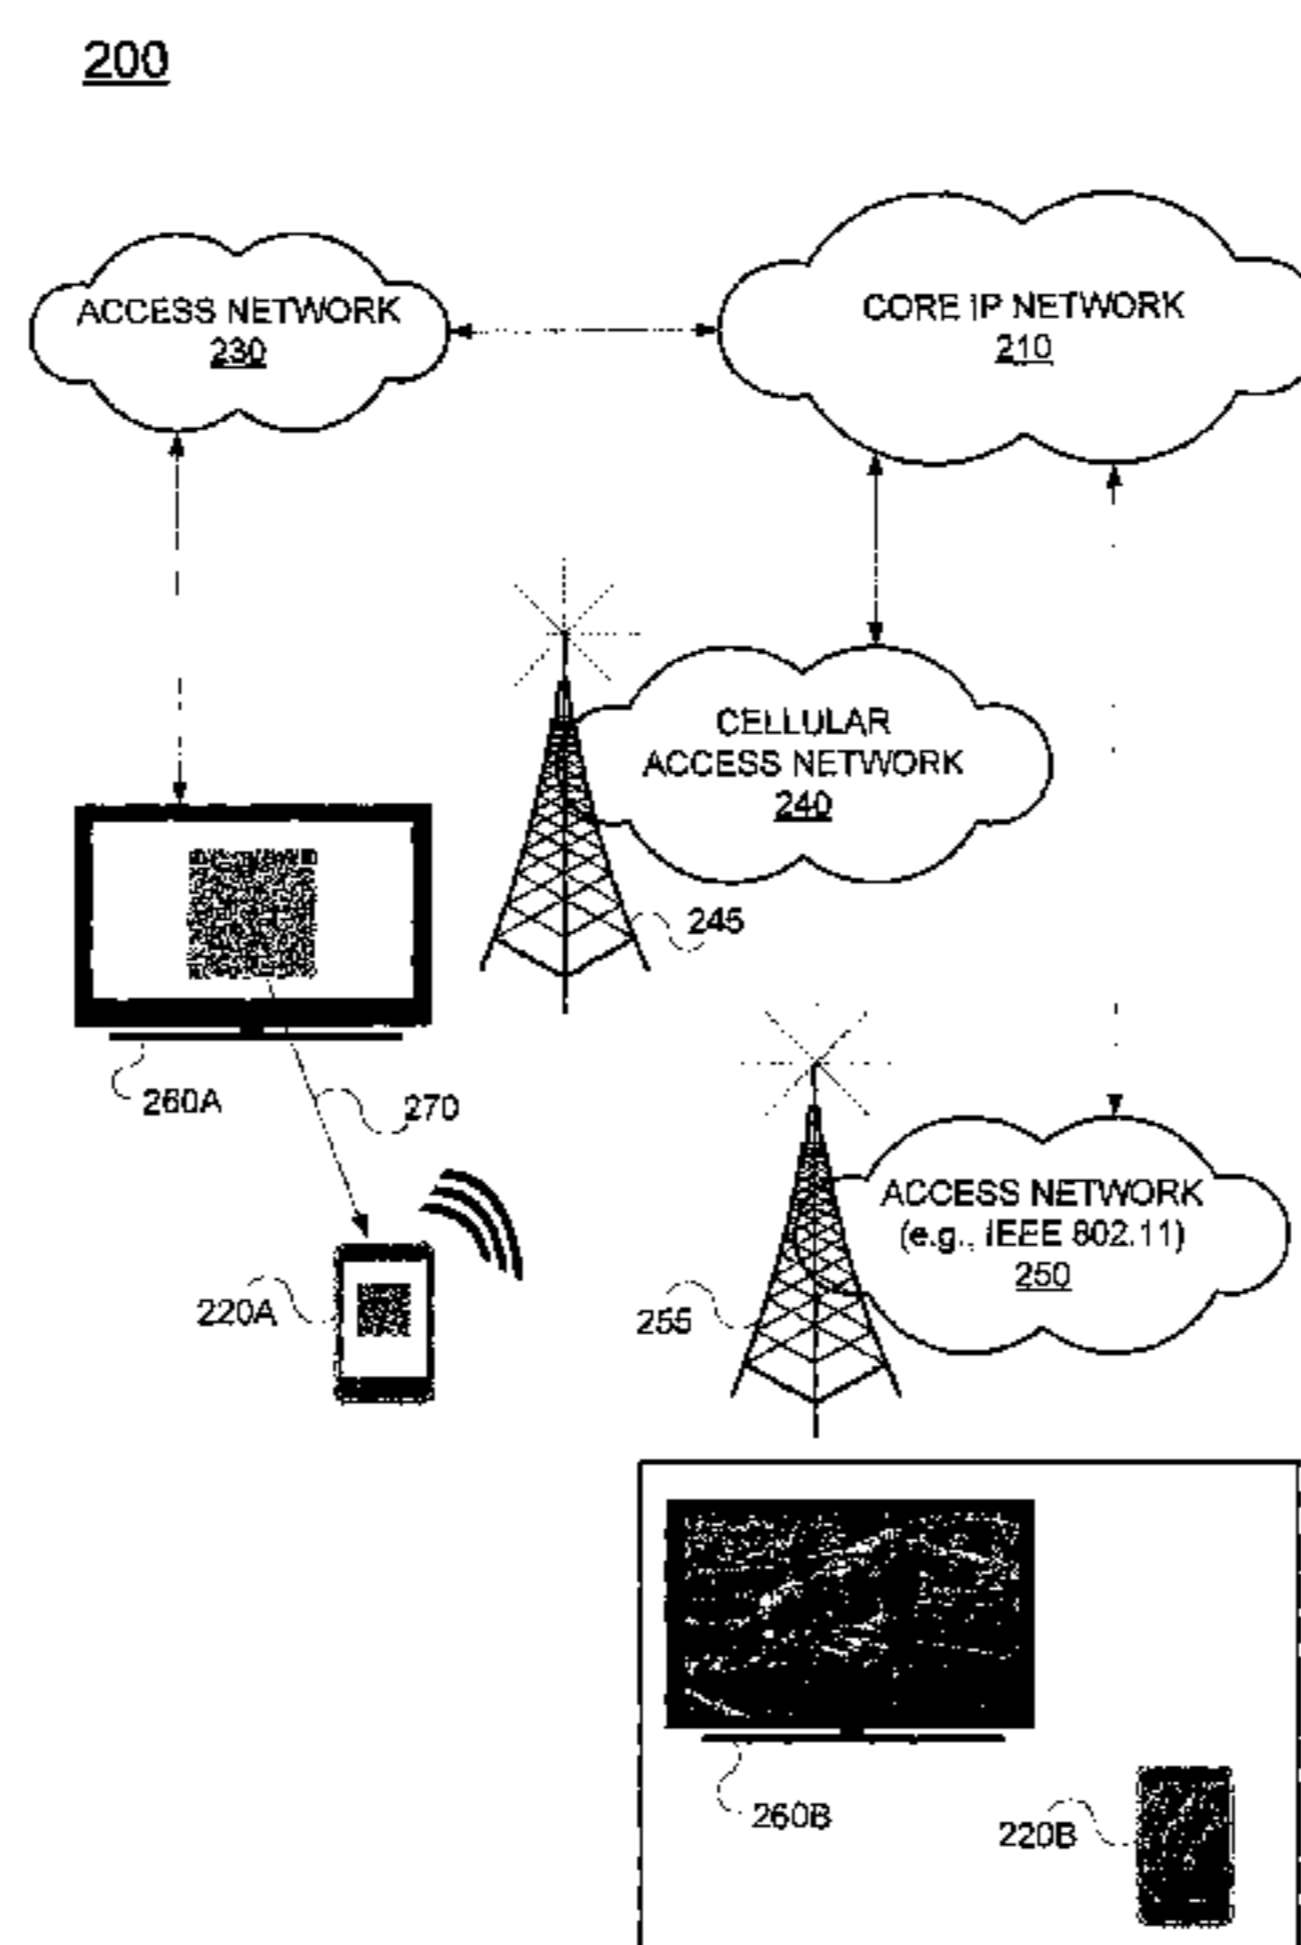 200
ACCESS NETWORK
230
CORE IP NETWORK
210
CELLULAR
ACCESS NETWORK
240
245
260A
270
ACCESS NETWORK
(e.g., IEEE 802.11)
250
220A
255
260B
220B